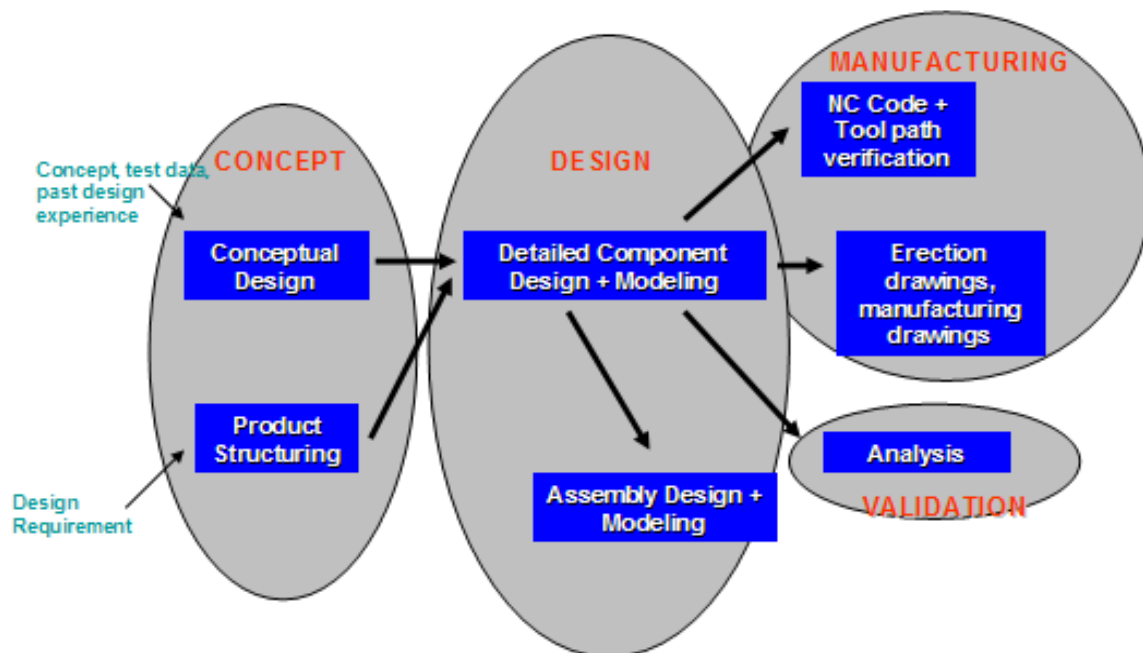 MANUFACTURING
NC Code +
Tool path
verification
CONCEPT
DESIGN
Concept, test data,
past design
experience
Conceptual
Design
Detailed Component
Design + Modeling
Erection
drawings,
manufacturing
drawings
Product
Structuring
Analysis
Design
Requirement
Assembly Design +
Modeling
VALIDATION